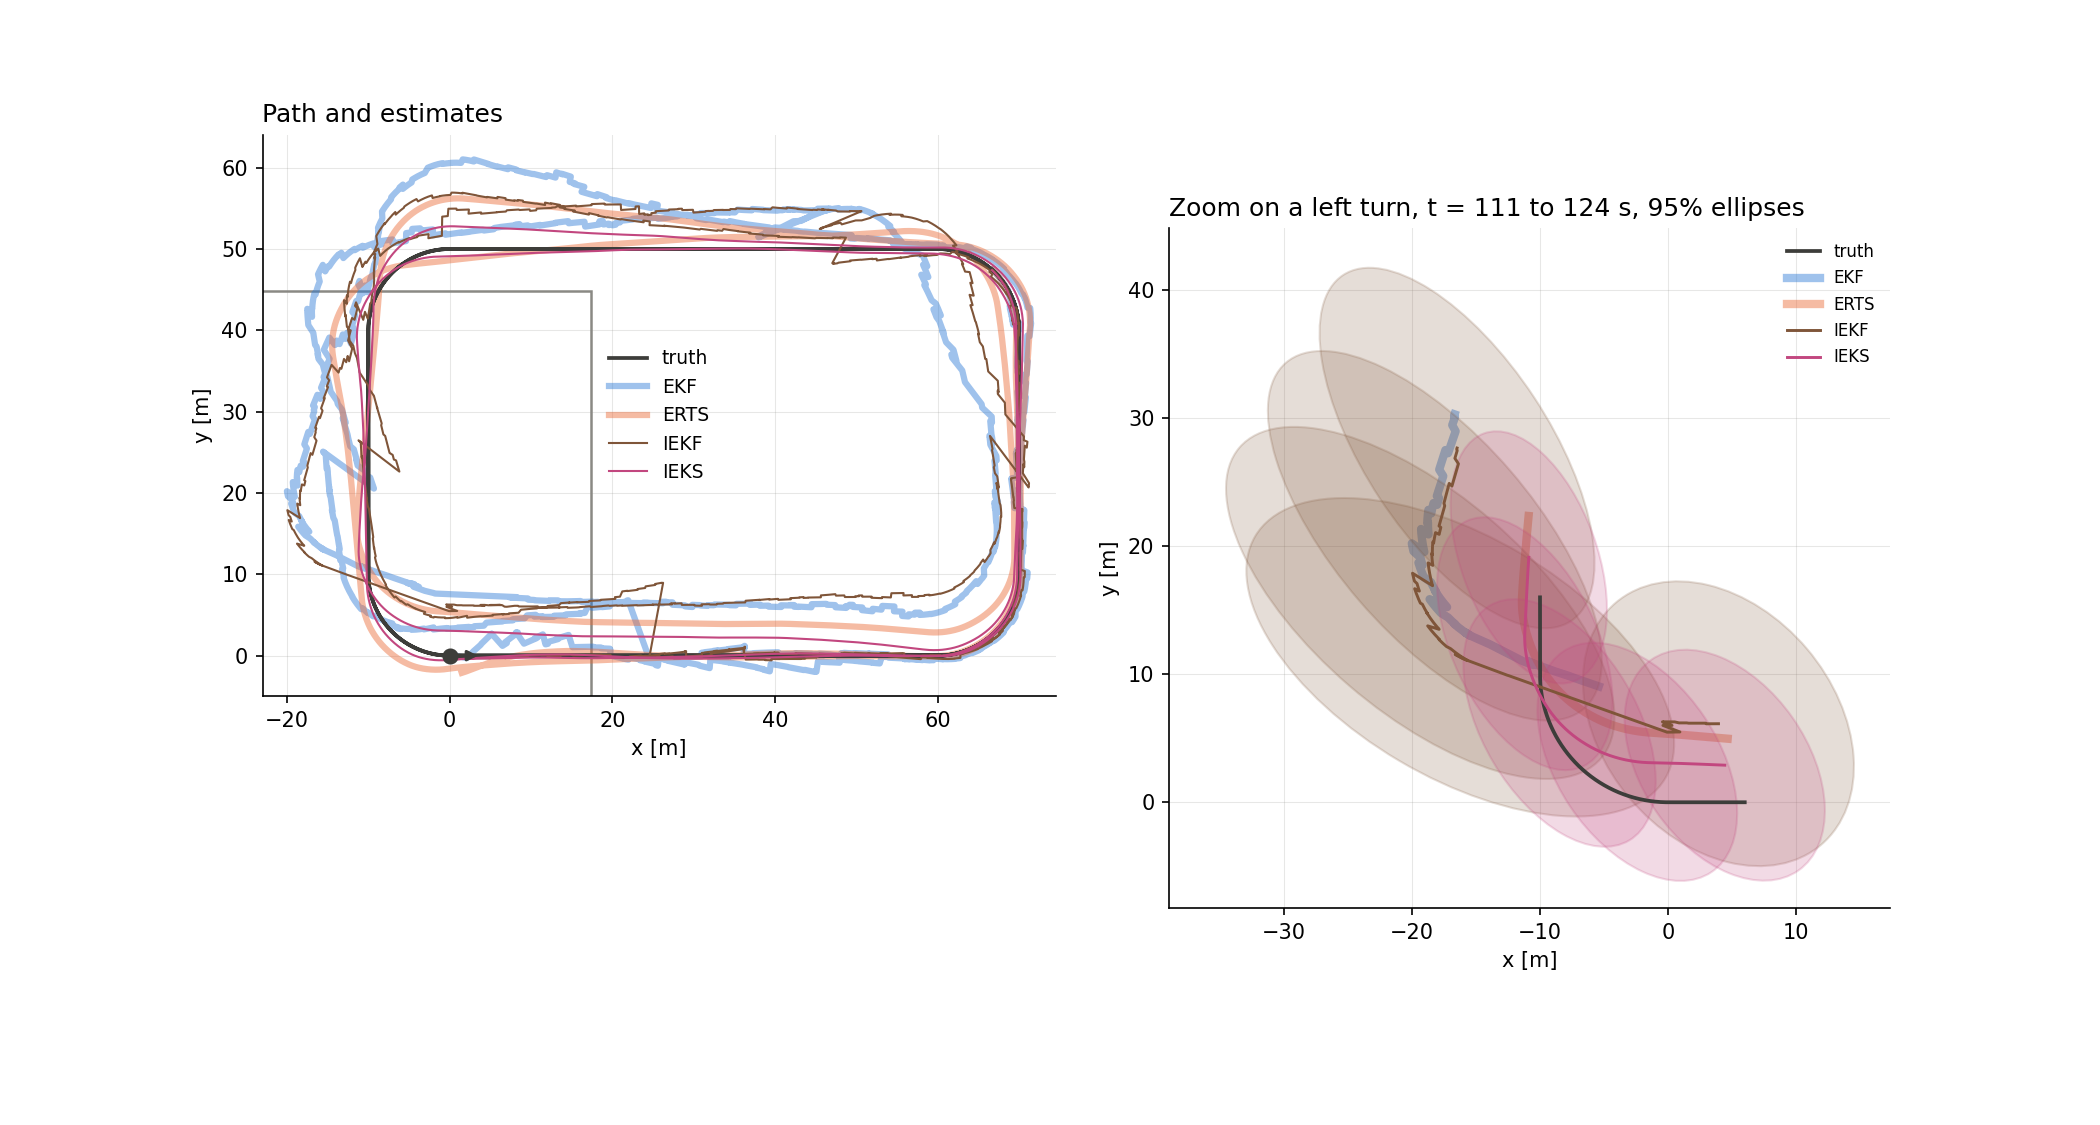 Path and estimates
60
50
40
30
20
10
0
y [m]
−20
0
20
40
60
x [m]
truth
EKF
ERTS
IEKF
IEKS
Zoom on a left turn, t = 111 to 124 s, 95% ellipses
40
30
20
10
0
y [m]
−30
−20
−10
0
10
x [m]
truth
EKF
ERTS
IEKF
IEKS